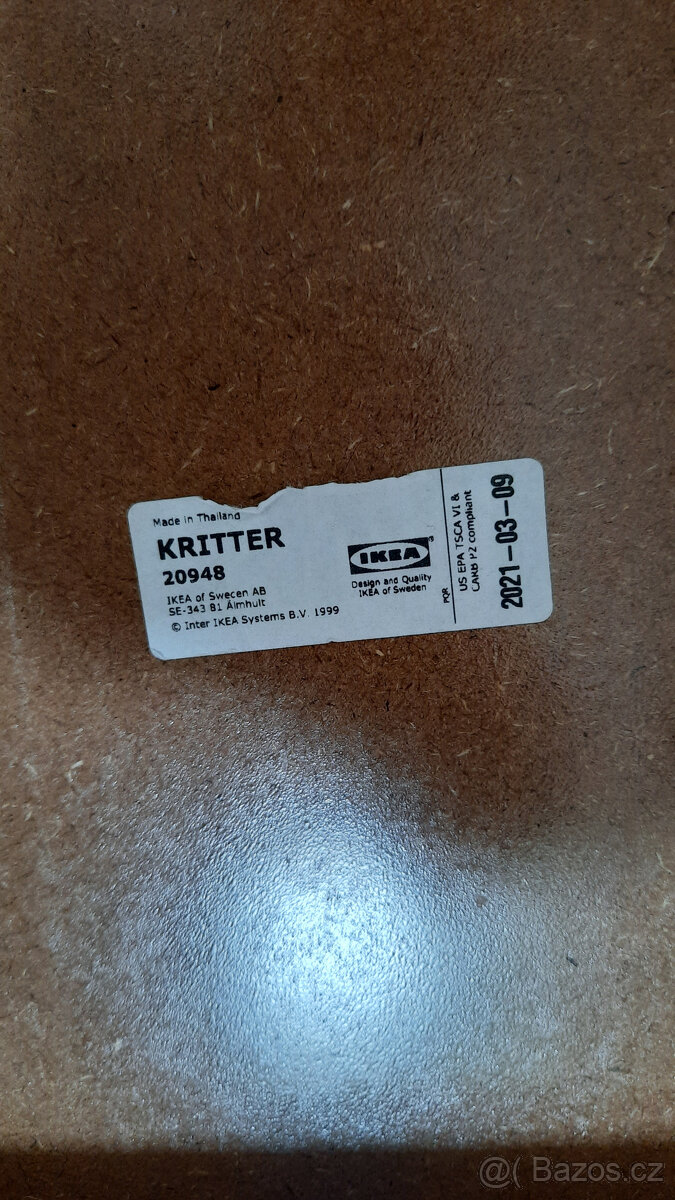 Made in Thailand
KRITTER
20948
IKEA of Swecen AB
SE-343 81 Älmhult
© Inter IKEA Systems B.V. 1999
IKEA®
Design and Quality
IKEA of Sweden
PQR
US EPA TSCA VI &
CARB P2 compliant
2021-03-09
@( Bazos.cz